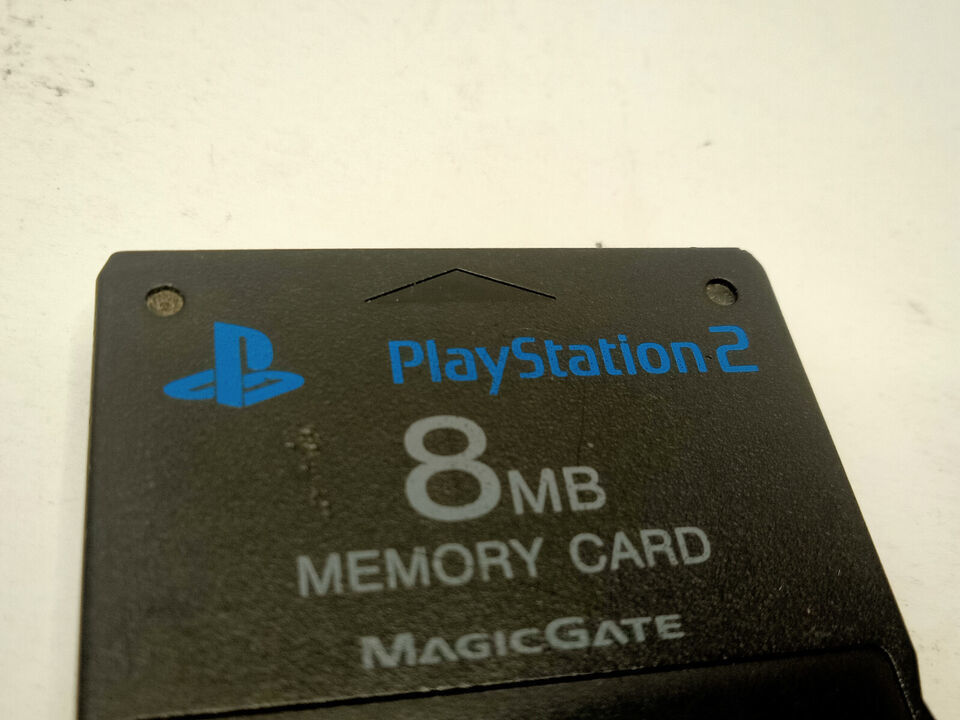 PlayStation 2
8MB
MEMORY CARD
MAGICGATE